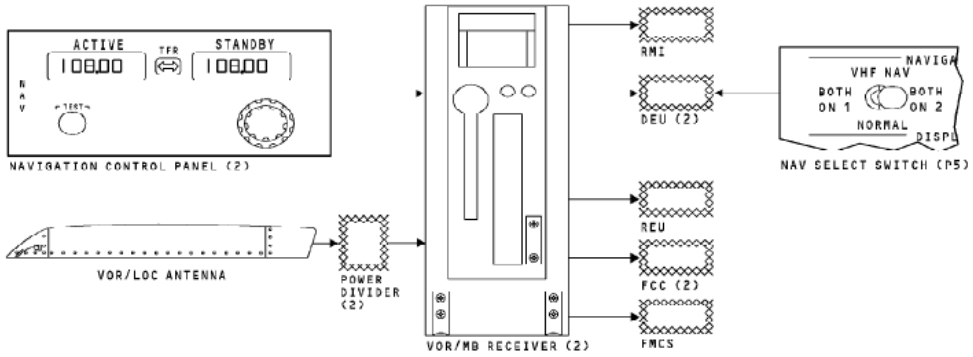 ACTIVE
TFR
STANDBY
108.00
108.00
NAV
TEST
NAVIGATION CONTROL PANEL (2)
VOR/LOC ANTENNA
POWER
DIVIDER
(2)
VOR/MB RECEIVER (2)
RMI
DEU (2)
REU
FCC (2)
FMCS
NAVIGA
VHF NAV
BOTH
ON 1
BOTH
ON 2
NORMAL
DISPL
NAV SELECT SWITCH (P5)